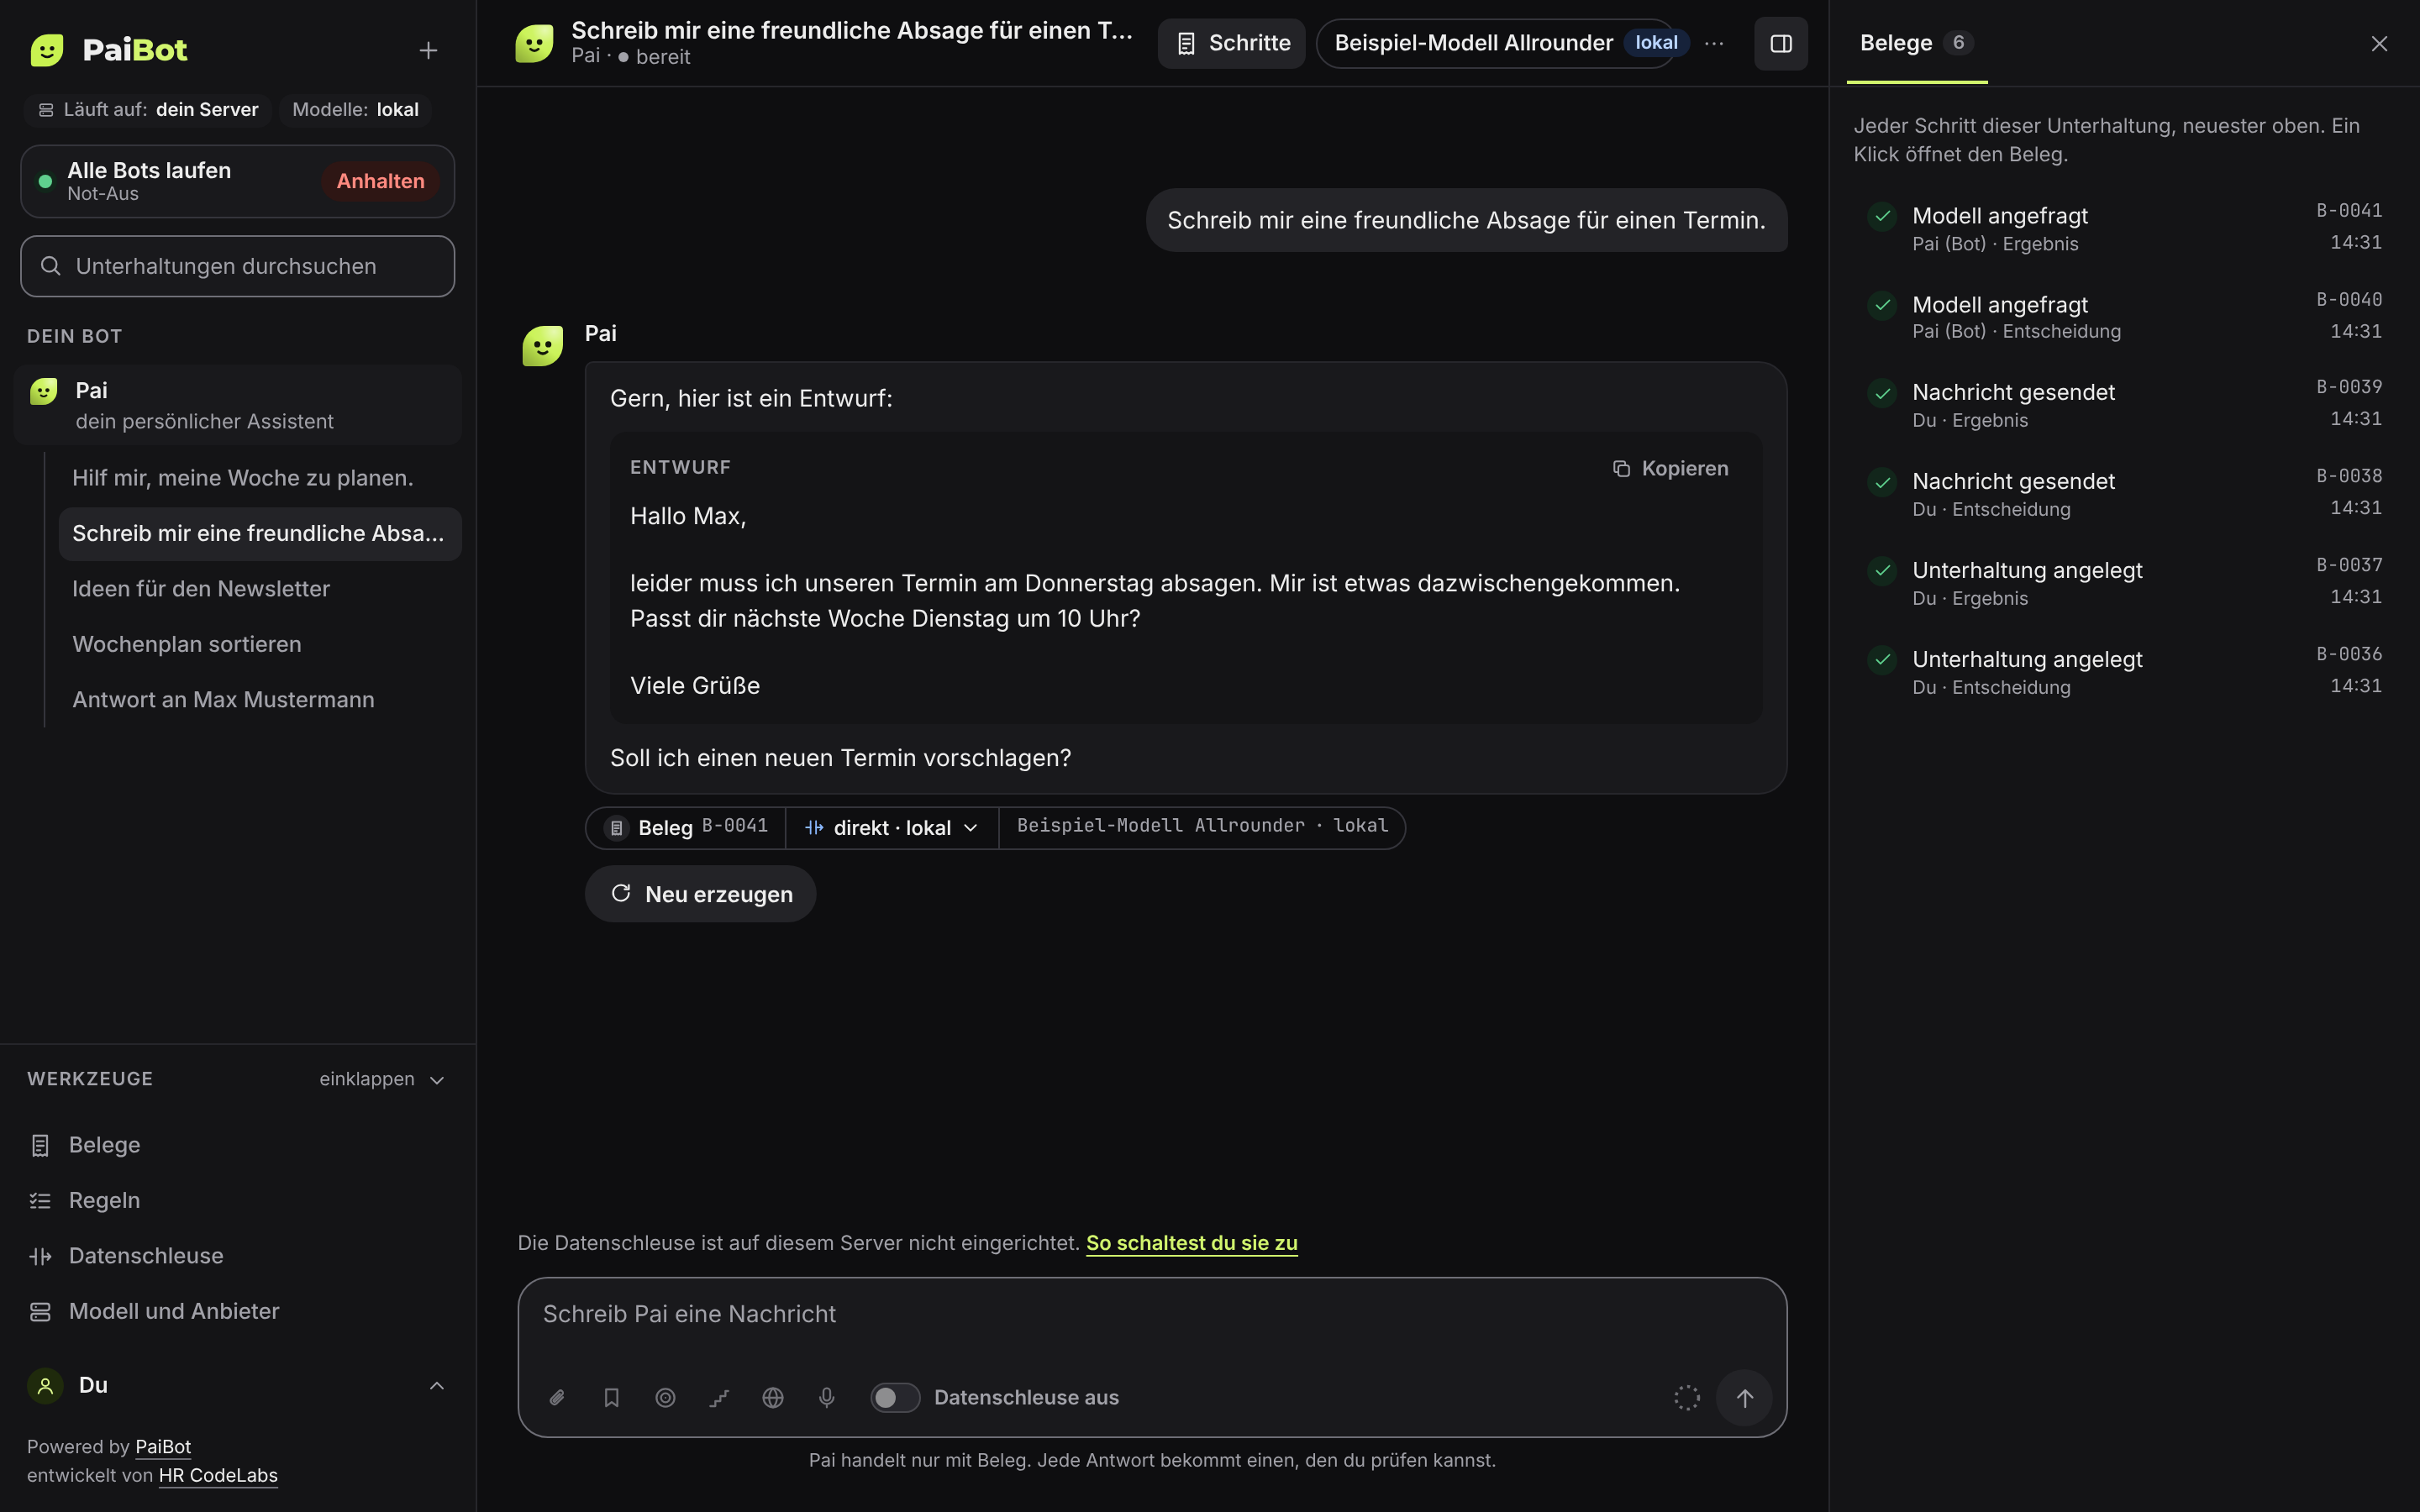 PaiBot
Läuft auf: dein Server
Modelle: lokal
Alle Bots laufen
Not-Aus
Anhalten
Unterhaltungen durchsuchen
DEIN BOT
Pai
dein persönlicher Assistent
Hilf mir, meine Woche zu planen.
Schreib mir eine freundliche Absa...
Ideen für den Newsletter
Wochenplan sortieren
Antwort an Max Mustermann
WERKZEUGE
einklappen
Belege
Regeln
Datenschleuse
Modell und Anbieter
Du
Powered by PaiBot
entwickelt von HR CodeLabs
Schreib mir eine freundliche Absage für einen T...
Pai · bereit
Schritte
Beispiel-Modell Allrounder lokal
Schreib mir eine freundliche Absage für einen Termin.
Pai
Gern, hier ist ein Entwurf:
ENTWURF
Kopieren
Hallo Max,
leider muss ich unseren Termin am Donnerstag absagen. Mir ist etwas dazwischengekommen.
Passt dir nächste Woche Dienstag um 10 Uhr?
Viele Grüße
Soll ich einen neuen Termin vorschlagen?
Beleg B-0041
direkt · lokal
Beispiel-Modell Allrounder · lokal
Neu erzeugen
Die Datenschleuse ist auf diesem Server nicht eingerichtet. So schaltest du sie zu
Schreib Pai eine Nachricht
Datenschleuse aus
Pai handelt nur mit Beleg. Jede Antwort bekommt einen, den du prüfen kannst.
Belege 6
Jeder Schritt dieser Unterhaltung, neuester oben. Ein
Klick öffnet den Beleg.
Modell angefragt B-0041
Pai (Bot) · Ergebnis 14:31
Modell angefragt B-0040
Pai (Bot) · Entscheidung 14:31
Nachricht gesendet B-0039
Du · Ergebnis 14:31
Nachricht gesendet B-0038
Du · Entscheidung 14:31
Unterhaltung angelegt B-0037
Du · Ergebnis 14:31
Unterhaltung angelegt B-0036
Du · Entscheidung 14:31